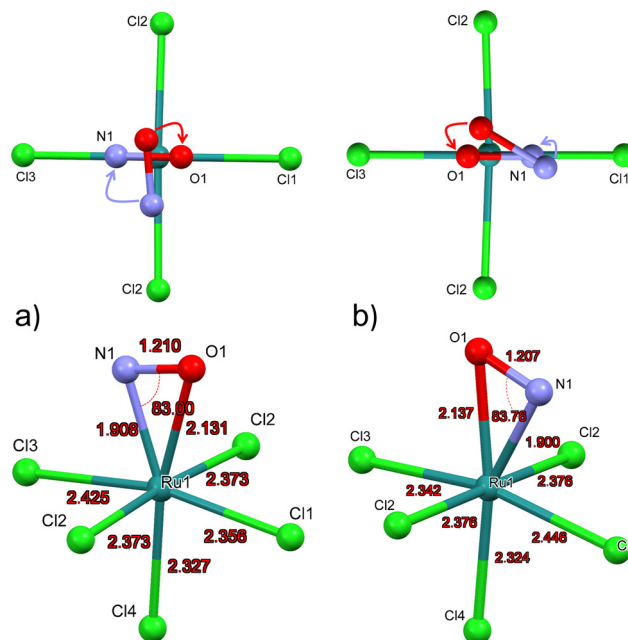 Cl2
N1
Cl3
O1
Cl1
Cl2
Cl2
O1
N1
Cl3
Cl1
Cl2
a)
N1
1.210
O1
83.00
1.908
2.131
Cl2
Cl3
2.373
Ru1
2.425
Cl2
2.373
2.356
Cl1
2.327
Cl4
b)
O1
1.207
N1
2.137
83.76
1.900
Cl2
Cl3
2.376
Ru1
2.342
Cl2
2.376
2.446
C
2.324
Cl4